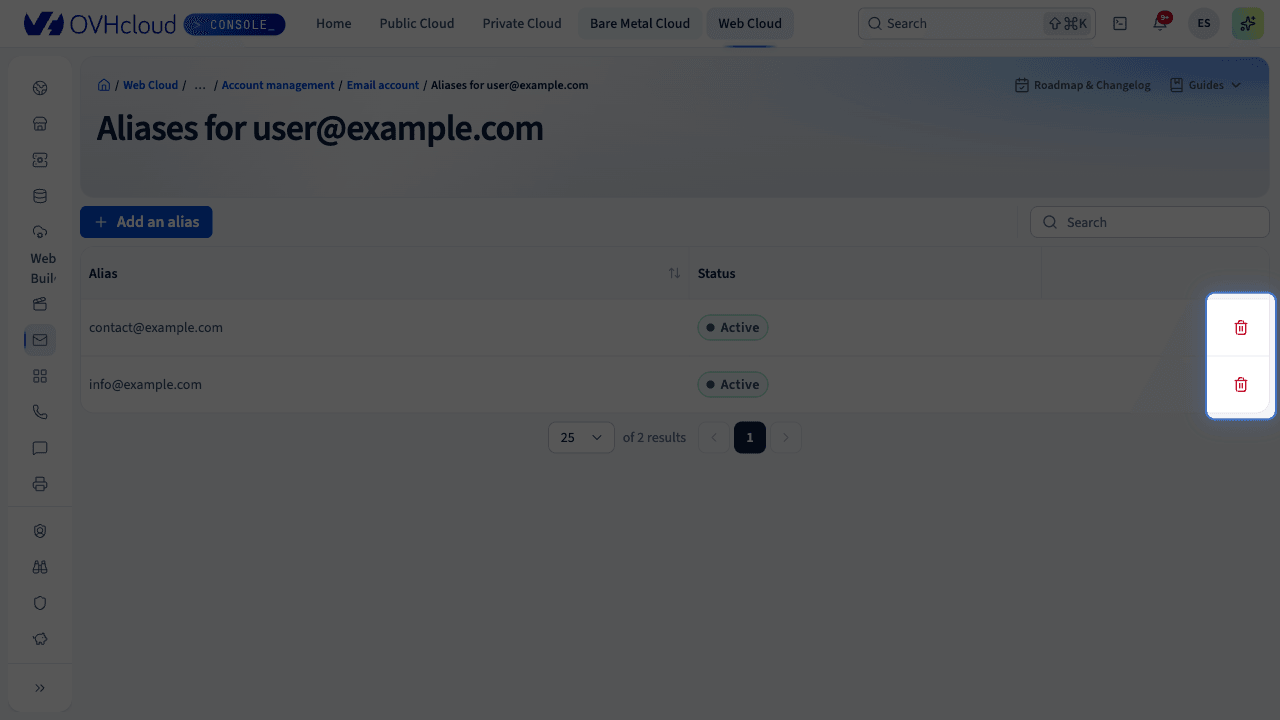 OVHcloud CONSOLE_ Home Public Cloud Private Cloud Bare Metal Cloud Web Cloud Search ⇧⌘K 9+ ES
/ Web Cloud / ... / Account management / Email account / Aliases for user@example.com Roadmap & Changelog Guides
Aliases for user@example.com
+ Add an alias Search
Web
Buil
Alias Status
contact@example.com Active
info@example.com Active
25 of 2 results 1